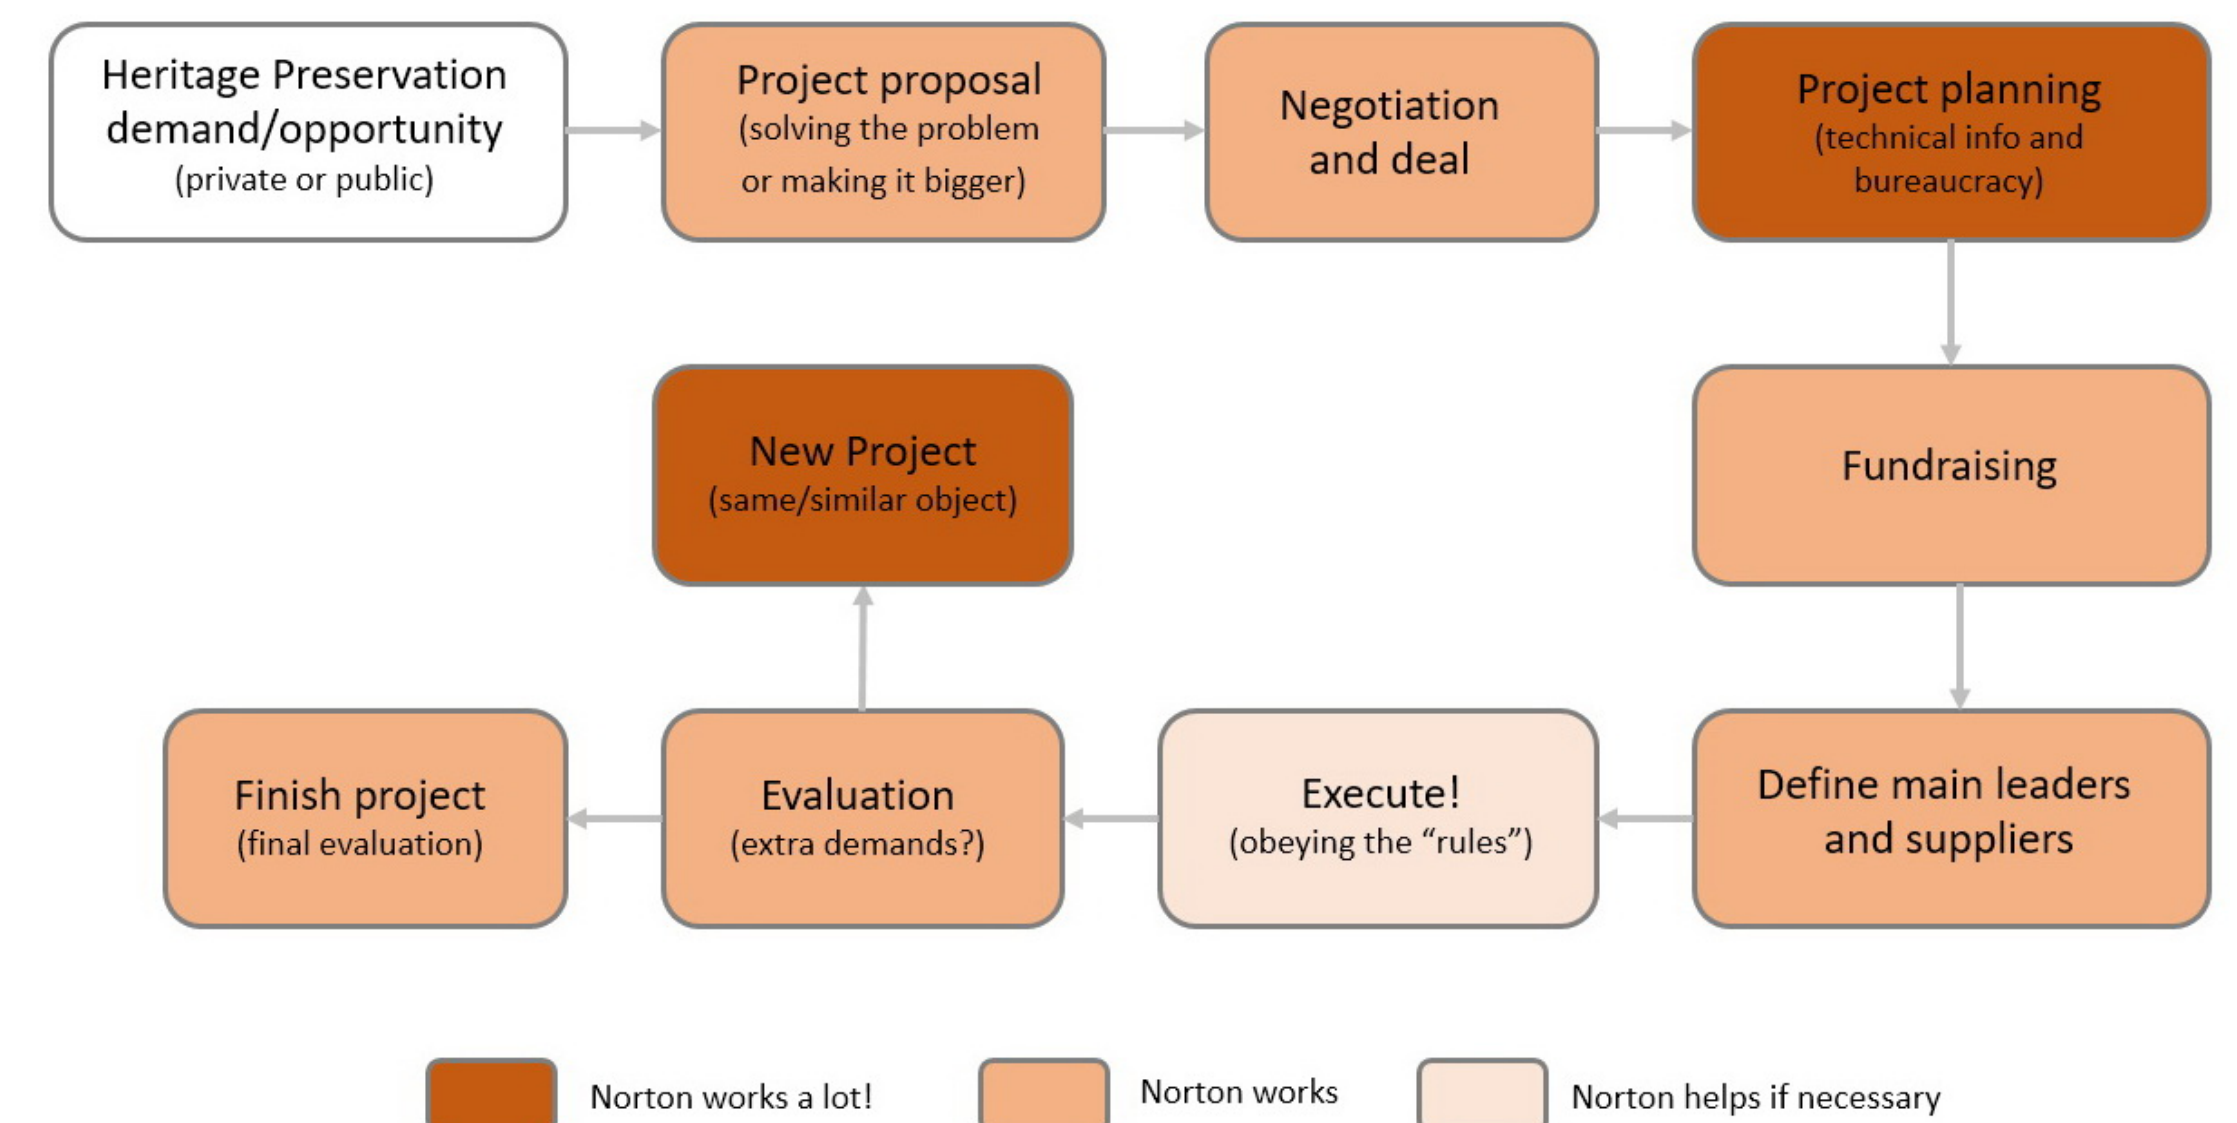 Heritage Preservation
demand/opportunity
(private or public)
Project proposal
(solving the problem
or making it bigger)
Negotiation
and deal
Project planning
(technical info and
bureaucracy)
New Project
(same/similar object)
Fundraising
Finish project
(final evaluation)
Evaluation
(extra demands?)
Execute!
(obeying the “rules”)
Define main leaders
and suppliers
Norton works a lot!
Norton works
Norton helps if necessary